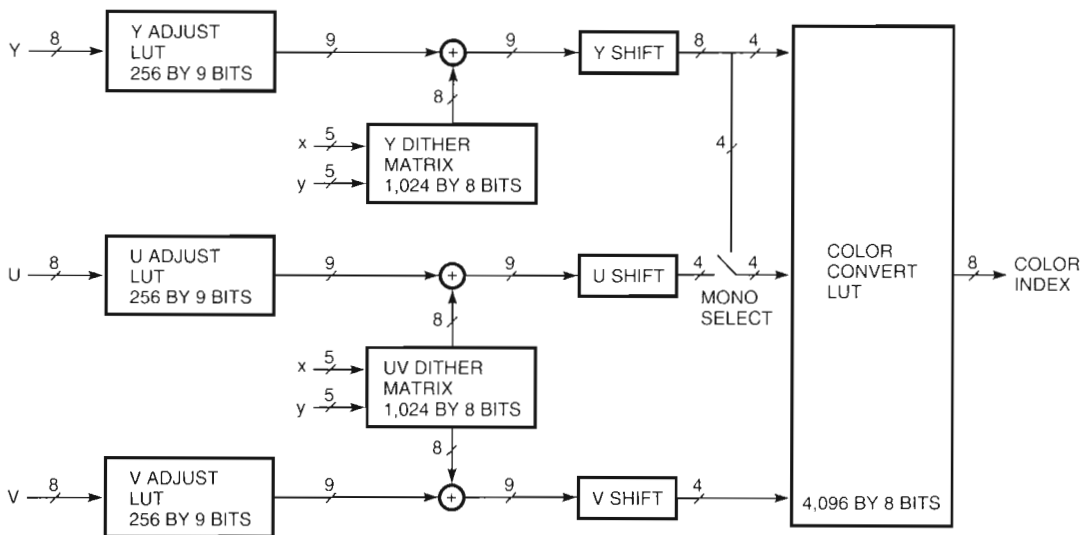 Y 8 Y ADJUST LUT 256 BY 9 BITS 9 + 9 Y SHIFT 8 4
8
x 5
y 5
Y DITHER
MATRIX
1,024 BY 8 BITS
4
U 8 U ADJUST LUT 256 BY 9 BITS 9 + 9 U SHIFT 4 4
MONO
SELECT
8
x 5
y 5
UV DITHER
MATRIX
1,024 BY 8 BITS
8
V 8 V ADJUST LUT 256 BY 9 BITS 9 + 9 V SHIFT 4
COLOR
CONVERT
LUT
4,096 BY 8 BITS
8
COLOR
INDEX